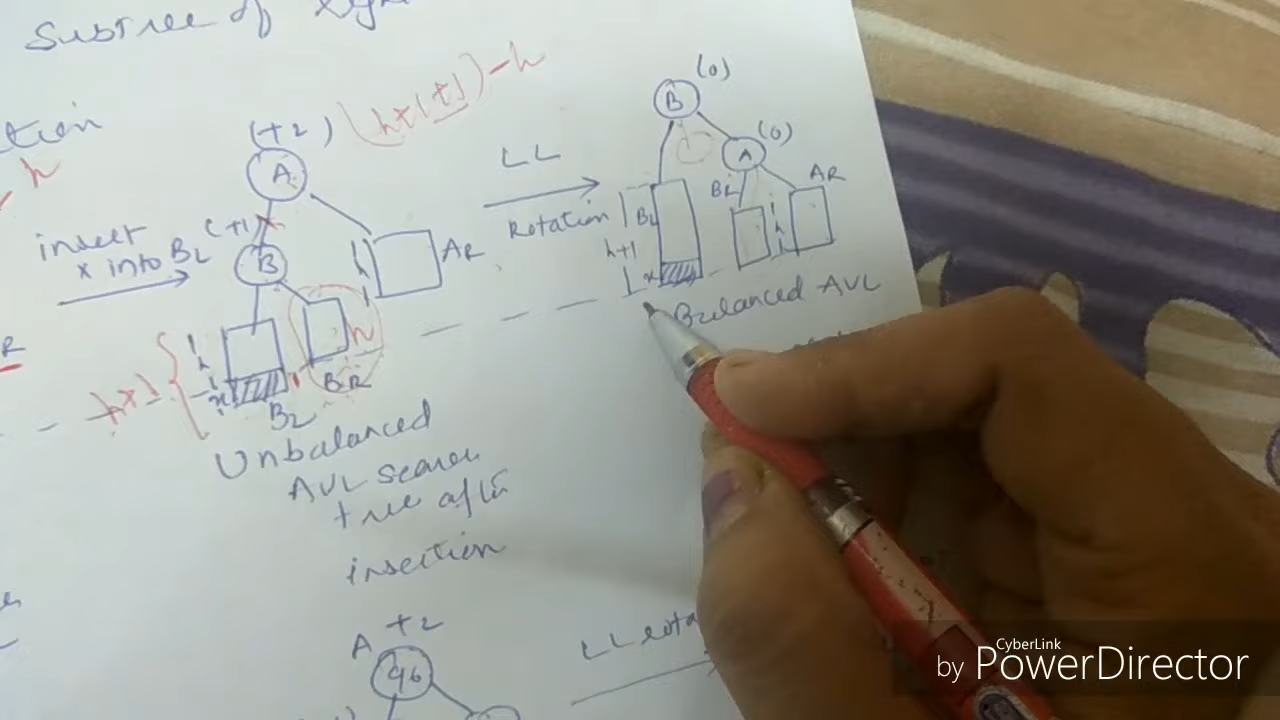 Subtree of
(h+1+1)-h
(+2)
A
h
insert
x into BL
(+1)
B
h
AR
h+1
h
x
h
BR
BL
Unbalanced
AVL search
tree after
insertion
LL
Rotation
(0)
B
(0)
A
BL
h+1
x
BR
h
AR
Balanced AVL
A +2
96
LL rota
CyberLink
by PowerDirector